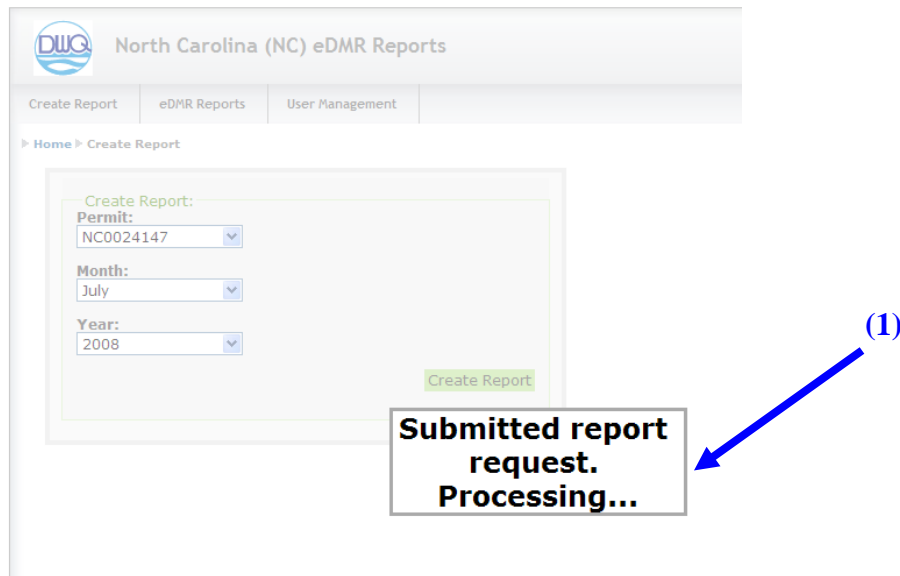 DWQ
North Carolina (NC) eDMR Reports
Create Report
eDMR Reports
User Management
Home Create Report
Create Report:
Permit:
NC0024147
Month:
July
Year:
2008
(1)
Create Report
Submitted report
request.
Processing...